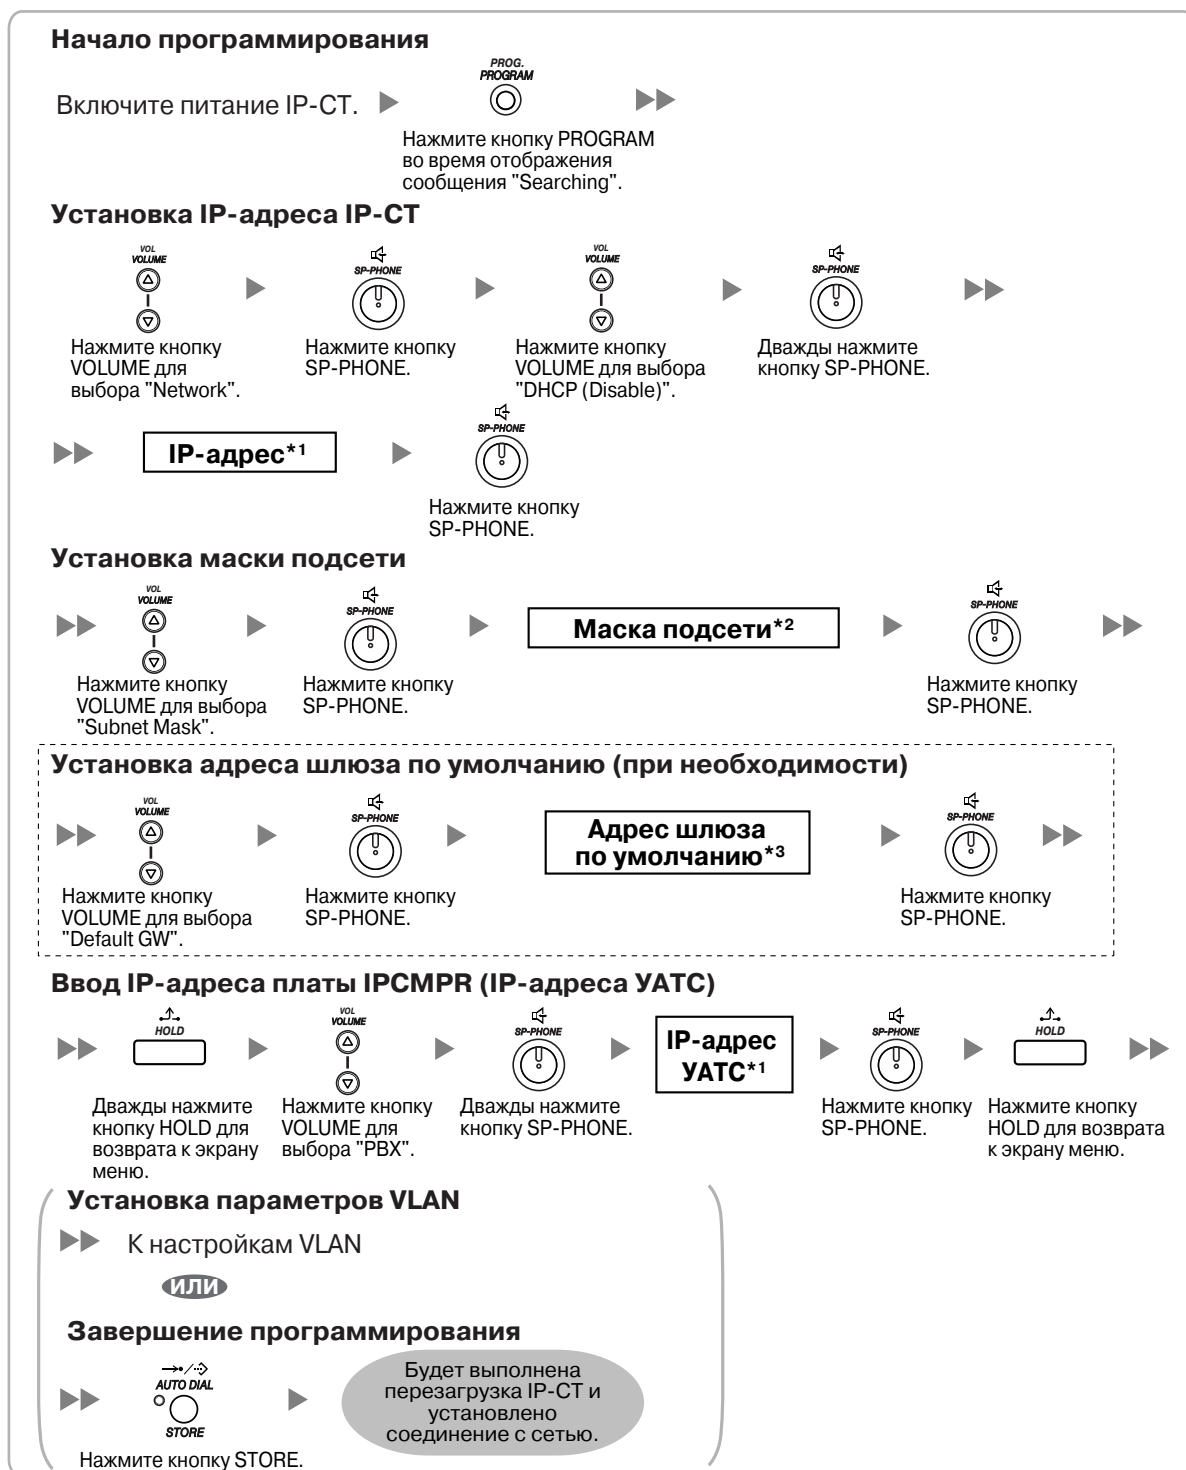 Начало программирования
PROG.
PROGRAM
Включите питание IP-СТ.
Нажмите кнопку PROGRAM
во время отображения
сообщения "Searching".
Установка IP-адреса IP-СТ
VOL
VOLUME
SP-PHONE
VOL
VOLUME
SP-PHONE
Нажмите кнопку
VOLUME для
выбора "Network".
Нажмите кнопку
SP-PHONE.
Нажмите кнопку
VOLUME для выбора
"DHCP (Disable)".
Дважды нажмите
кнопку SP-PHONE.
IP-адрес*1
SP-PHONE
Нажмите кнопку
SP-PHONE.
Установка маски подсети
VOL
VOLUME
SP-PHONE
Маска подсети*2
SP-PHONE
Нажмите кнопку
VOLUME для выбора
"Subnet Mask".
Нажмите кнопку
SP-PHONE.
Нажмите кнопку
SP-PHONE.
Установка адреса шлюза по умолчанию (при необходимости)
VOL
VOLUME
SP-PHONE
Адрес шлюза
по умолчанию*3
SP-PHONE
Нажмите кнопку
VOLUME для выбора
"Default GW".
Нажмите кнопку
SP-PHONE.
Нажмите кнопку
SP-PHONE.
Ввод IP-адреса платы IPCMPR (IP-адреса УАТС)
HOLD
VOL
VOLUME
SP-PHONE
IP-адрес
УАТС*1
SP-PHONE
HOLD
Дважды нажмите
кнопку HOLD для
возврата к экрану
меню.
Нажмите кнопку
VOLUME для
выбора "PBX".
Дважды нажмите
кнопку SP-PHONE.
Нажмите кнопку
SP-PHONE.
Нажмите кнопку
HOLD для возврата
к экрану меню.
Установка параметров VLAN
К настройкам VLAN
ИЛИ
Завершение программирования
AUTO DIAL
STORE
Нажмите кнопку STORE.
Будет выполнена
перезагрузка IP-СТ и
установлено
соединение с сетью.